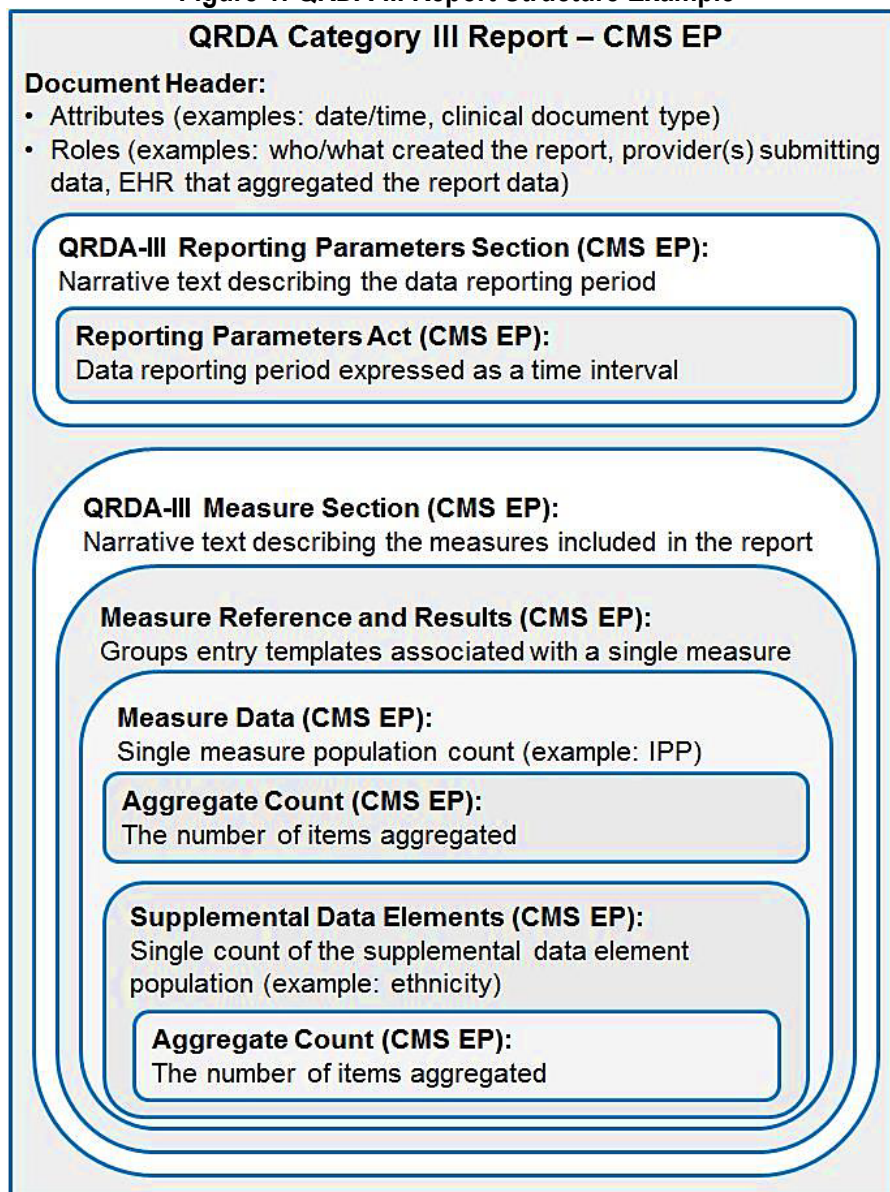 QRDA Category III Report – CMS EP
Document Header:
• Attributes (examples: date/time, clinical document type)
• Roles (examples: who/what created the report, provider(s) submitting
data, EHR that aggregated the report data)
QRDA-III Reporting Parameters Section (CMS EP):
Narrative text describing the data reporting period
Reporting Parameters Act (CMS EP):
Data reporting period expressed as a time interval
QRDA-III Measure Section (CMS EP):
Narrative text describing the measures included in the report
Measure Reference and Results (CMS EP):
Groups entry templates associated with a single measure
Measure Data (CMS EP):
Single measure population count (example: IPP)
Aggregate Count (CMS EP):
The number of items aggregated
Supplemental Data Elements (CMS EP):
Single count of the supplemental data element
population (example: ethnicity)
Aggregate Count (CMS EP):
The number of items aggregated